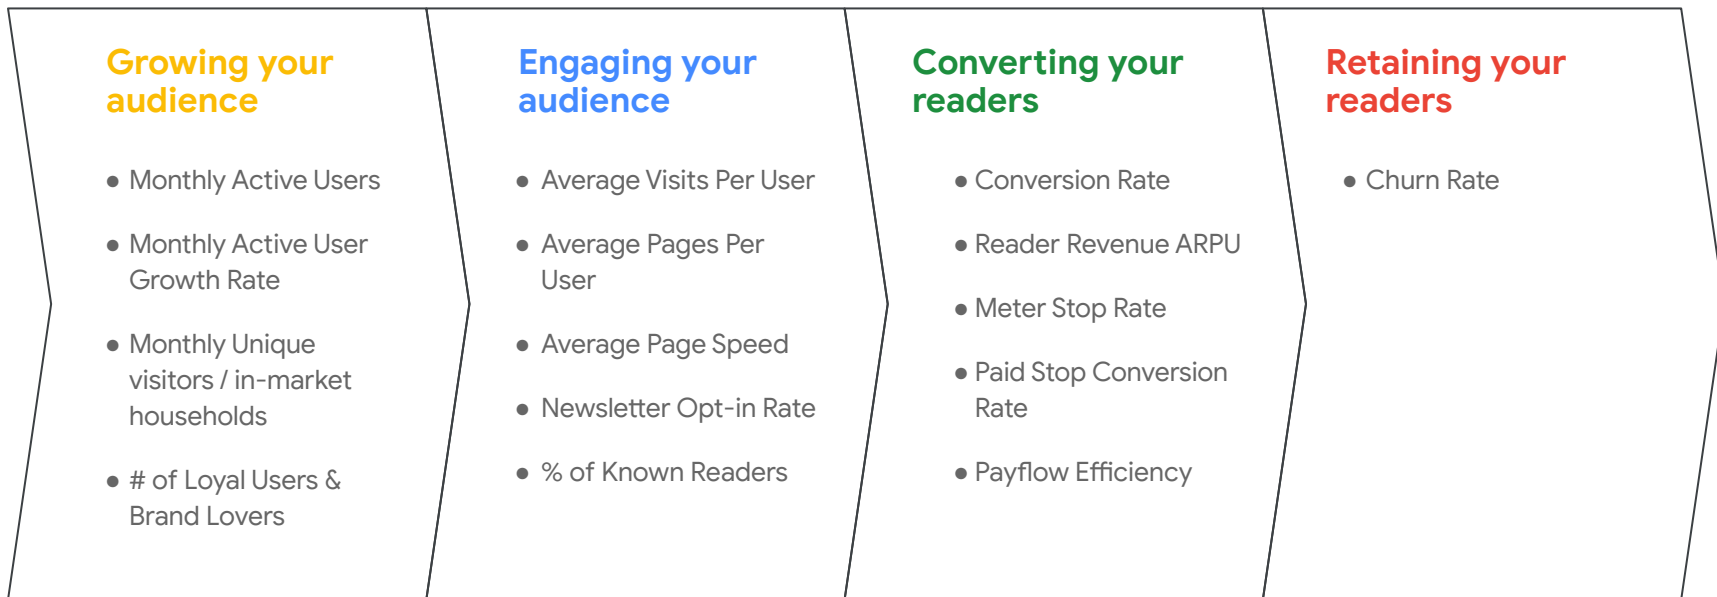 Growing your
audience
● Monthly Active Users
● Monthly Active User
Growth Rate
● Monthly Unique
visitors / in-market
households
● # of Loyal Users &
Brand Lovers
Engaging your
audience
● Average Visits Per User
● Average Pages Per
User
● Average Page Speed
● Newsletter Opt-in Rate
● % of Known Readers
Converting your
readers
● Conversion Rate
● Reader Revenue ARPU
● Meter Stop Rate
● Paid Stop Conversion
Rate
● Payflow Efficiency
Retaining your
readers
● Churn Rate